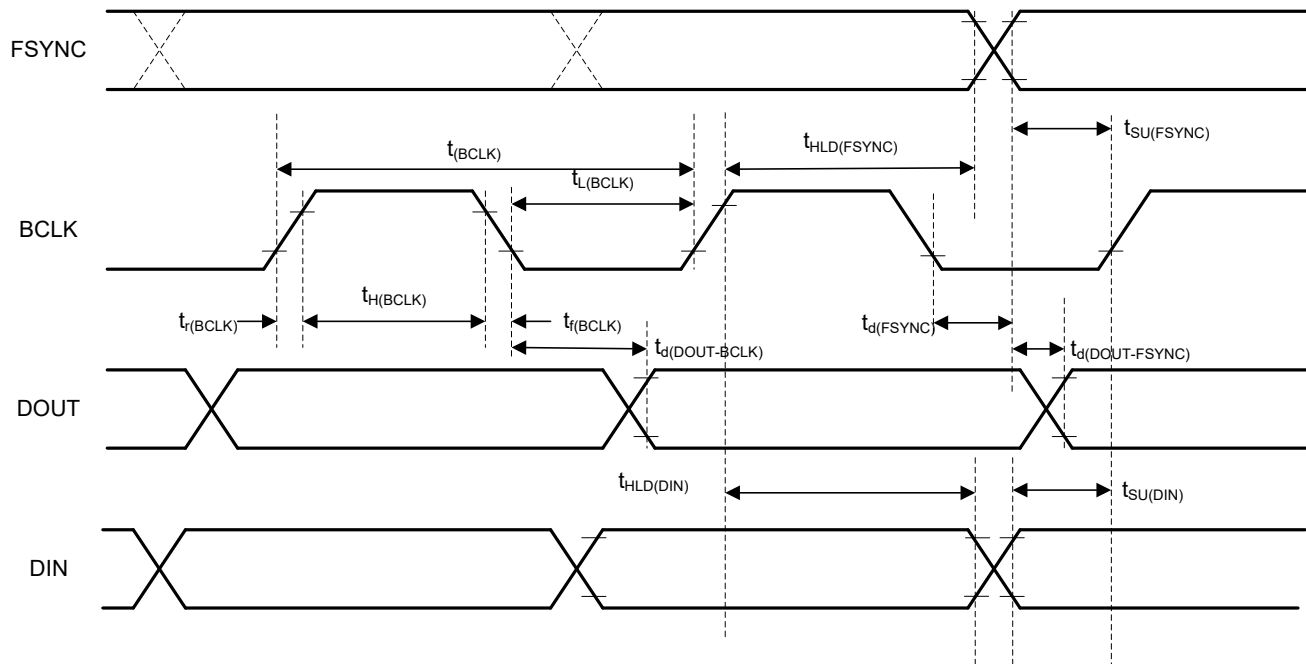 FSYNC
t(BCLK)
tHLD(FSYNC)
tSU(FSYNC)
tL(BCLK)
BCLK
tr(BCLK)
tH(BCLK)
tf(BCLK)
td(FSYNC)
td(DOUT-BCLK)
td(DOUT-FSYNC)
DOUT
tHLD(DIN)
tSU(DIN)
DIN